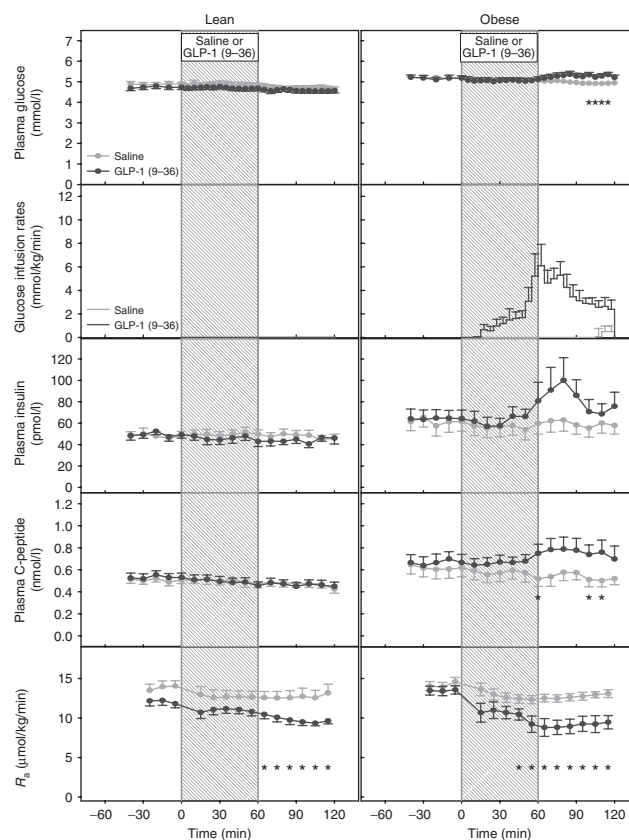 Lean
Obese
Saline or
GLP-1 (9–36)
Saline or
GLP-1 (9–36)
Plasma glucose
(mmol/l)
7
6
5
4
3
2
1
0
Saline
GLP-1 (9–36)
****
Glucose infusion rates
(mmol/kg/min)
12
10
8
6
4
2
0
Saline
GLP-1 (9–36)
Plasma insulin
(pmol/l)
120
100
80
60
40
20
0
Plasma C-peptide
(nmol/l)
1.2
1.0
0.8
0.6
0.4
0.2
0.0
* * *
Ra (µmol/kg/min)
15
10
5
0
* * * * * *
* * * * * * * *
−60 −30 0 30 60 90 120
−60 −30 0 30 60 90 120
Time (min)
Time (min)